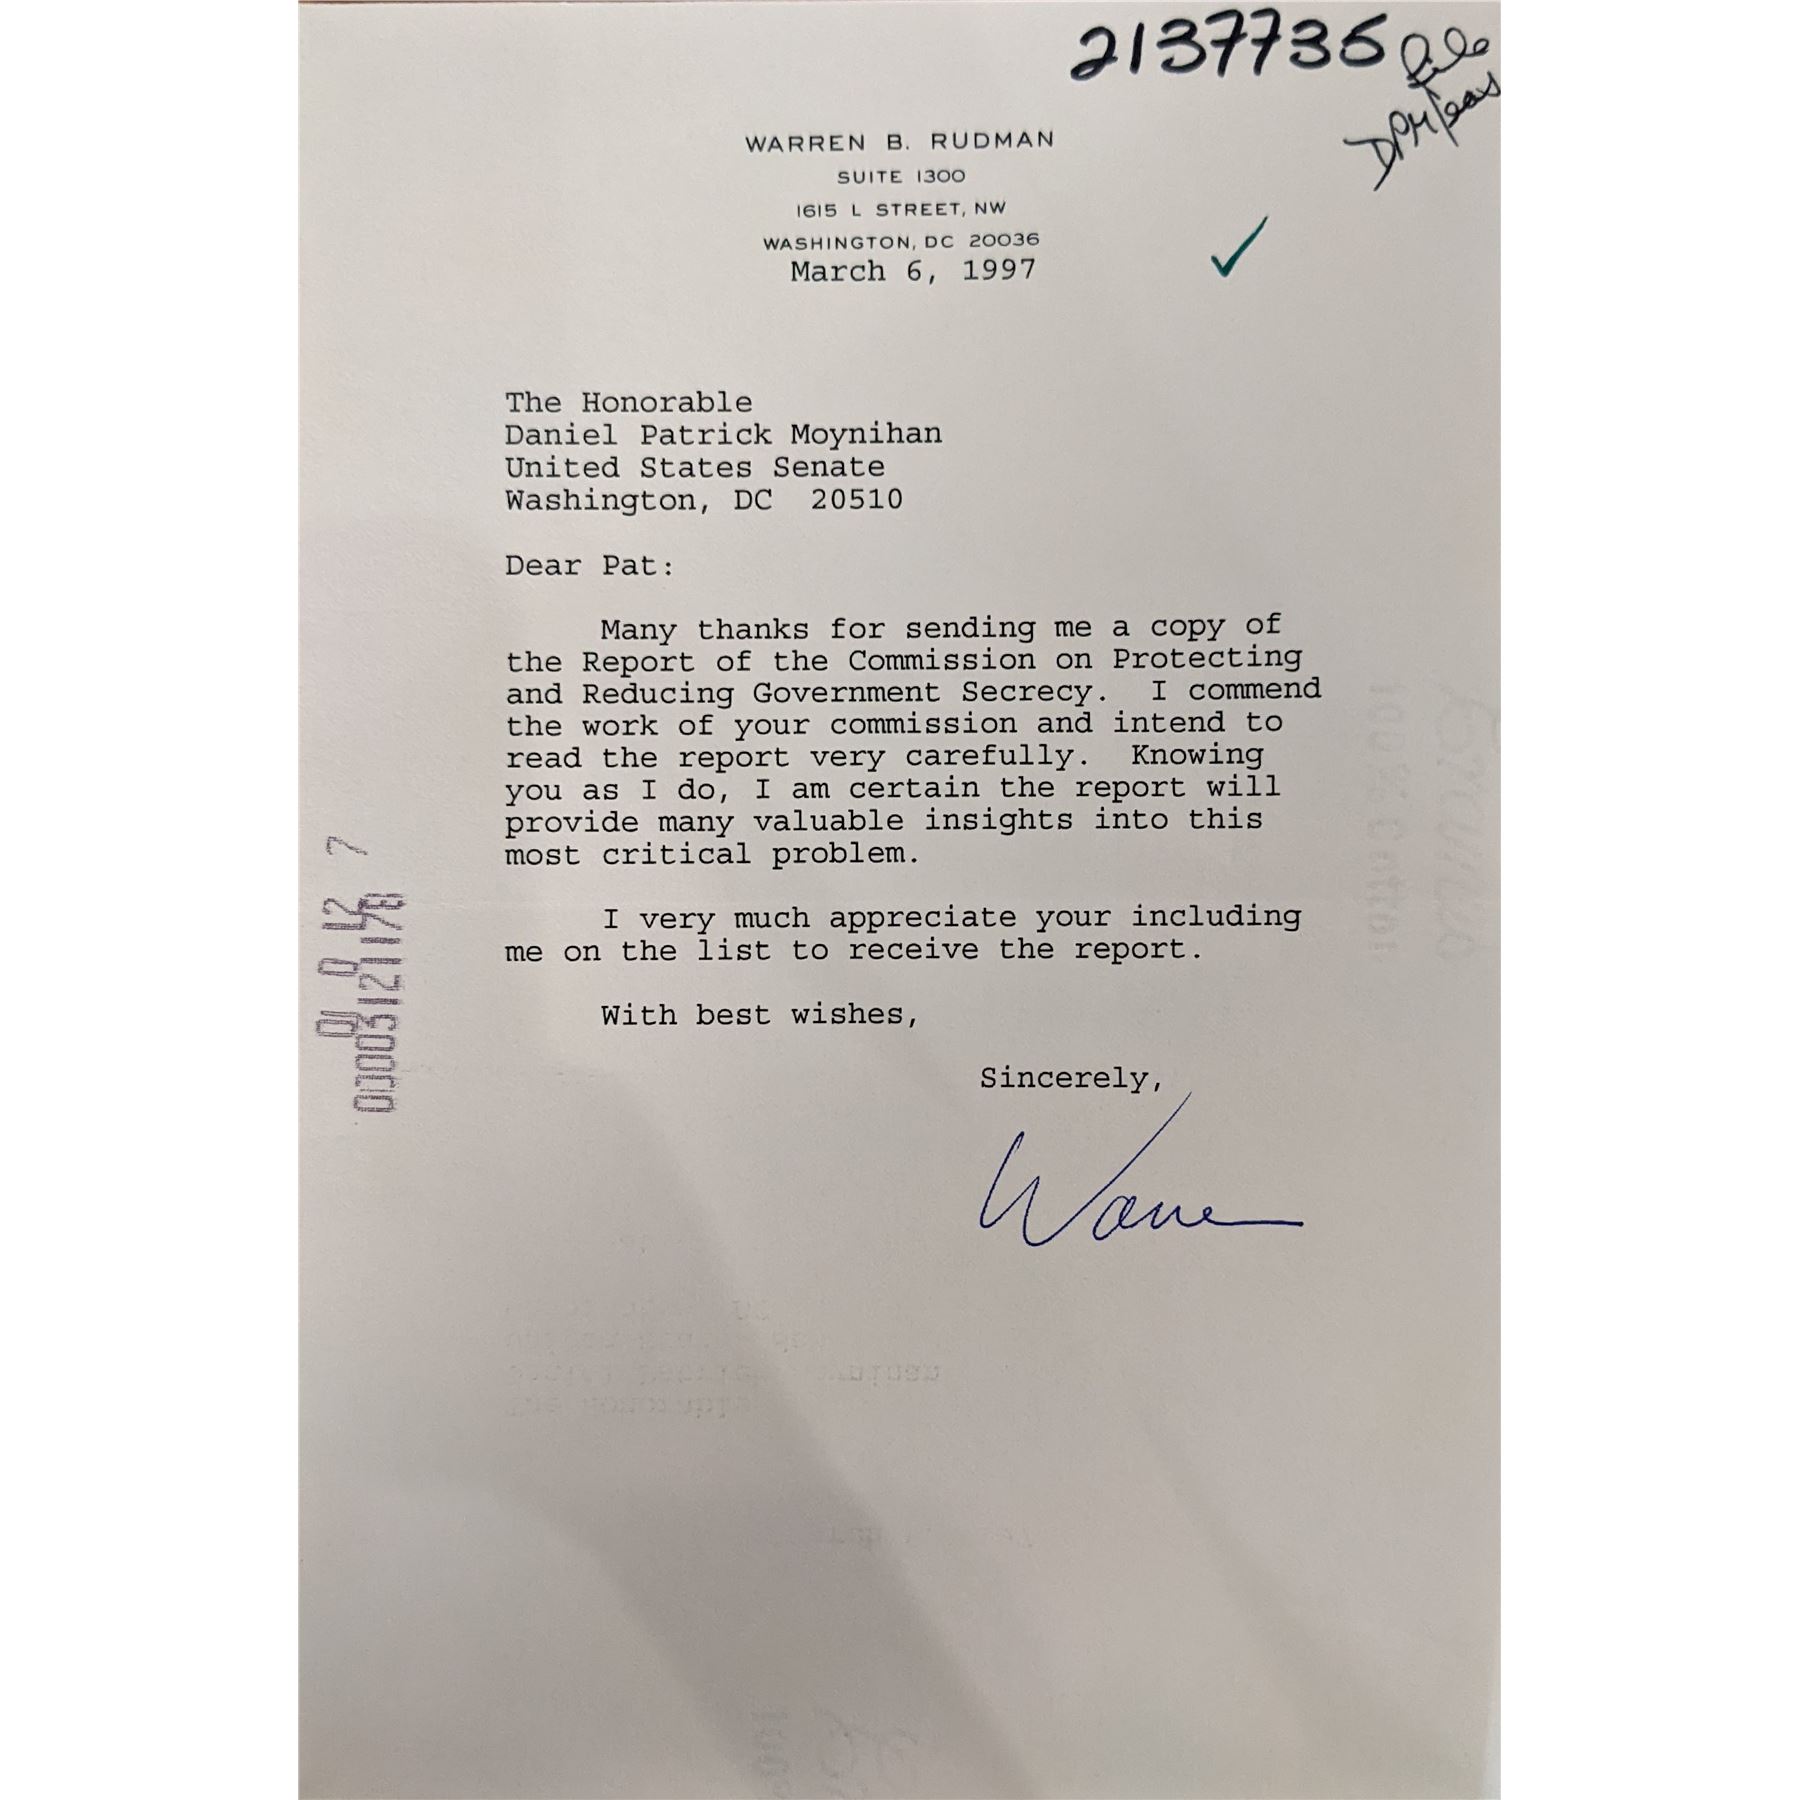 2137735 file
DPM/eas
WARREN B. RUDMAN
SUITE 1300
1615 L STREET, NW
WASHINGTON, DC 20036
March 6, 1997
The Honorable
Daniel Patrick Moynihan
United States Senate
Washington, DC 20510
Dear Pat:
Many thanks for sending me a copy of
the Report of the Commission on Protecting
and Reducing Government Secrecy. I commend
the work of your commission and intend to
read the report very carefully. Knowing
you as I do, I am certain the report will
provide many valuable insights into this
most critical problem.
I very much appreciate your including
me on the list to receive the report.
With best wishes,
Sincerely,
Warren